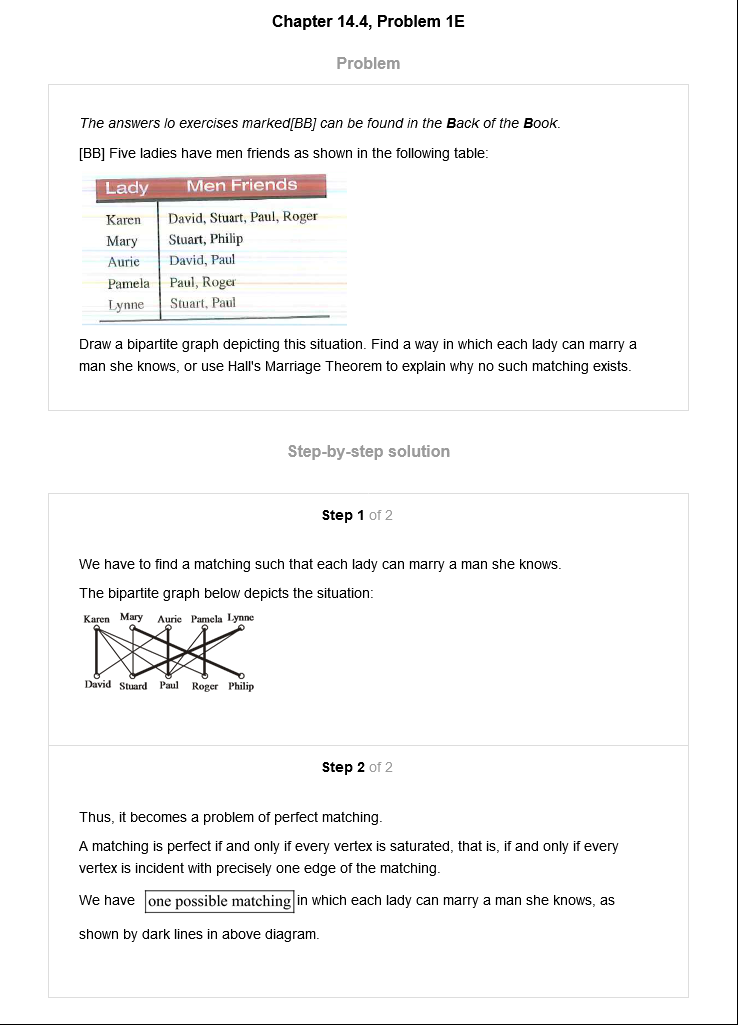 Chapter 14.4, Problem 1E
Problem
The answers lo exercises marked[BB] can be found in the Back of the Book.
[BB] Five ladies have men friends as shown in the following table:
Lady Men Friends
Karen David, Stuart, Paul, Roger
Mary Stuart, Philip
Aurie David, Paul
Pamela Paul, Roger
Lynne Stuart, Paul
Draw a bipartite graph depicting this situation. Find a way in which each lady can marry a
man she knows, or use Hall's Marriage Theorem to explain why no such matching exists.
Step-by-step solution
Step 1 of 2
We have to find a matching such that each lady can marry a man she knows.
The bipartite graph below depicts the situation:
Karen Mary Aurie Pamela Lynne
David Stuard Paul Roger Philip
Step 2 of 2
Thus, it becomes a problem of perfect matching.
A matching is perfect if and only if every vertex is saturated, that is, if and only if every
vertex is incident with precisely one edge of the matching.
We have one possible matching in which each lady can marry a man she knows, as
shown by dark lines in above diagram.